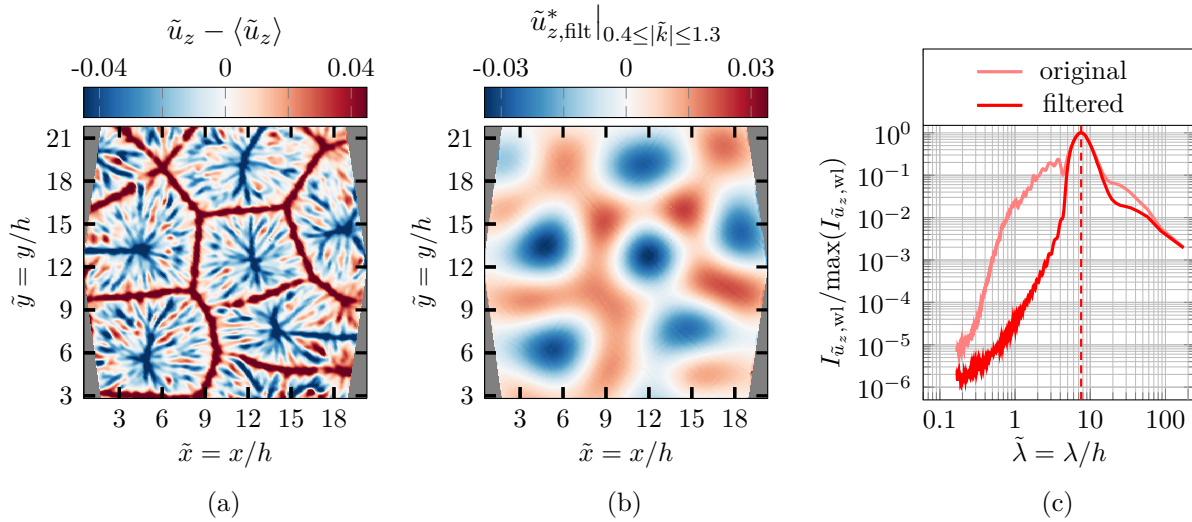 ũ_z − ⟨ũ_z⟩
-0.04 0 0.04
21
18
15
12
9
6
3
ỹ = y/h
3 6 9 12 15 18
x̃ = x/h
(a)
ũ*_{z,filt}|_{0.4≤|k̃|≤1.3}
-0.03 0 0.03
21
18
15
12
9
6
3
ỹ = y/h
3 6 9 12 15 18
x̃ = x/h
(b)
original
filtered
10⁰
10⁻¹
10⁻²
10⁻³
10⁻⁴
10⁻⁵
10⁻⁶
I_{ũ_z,wl}/max(I_{ũ_z,wl})
0.1 1 10 100
λ̃ = λ/h
(c)